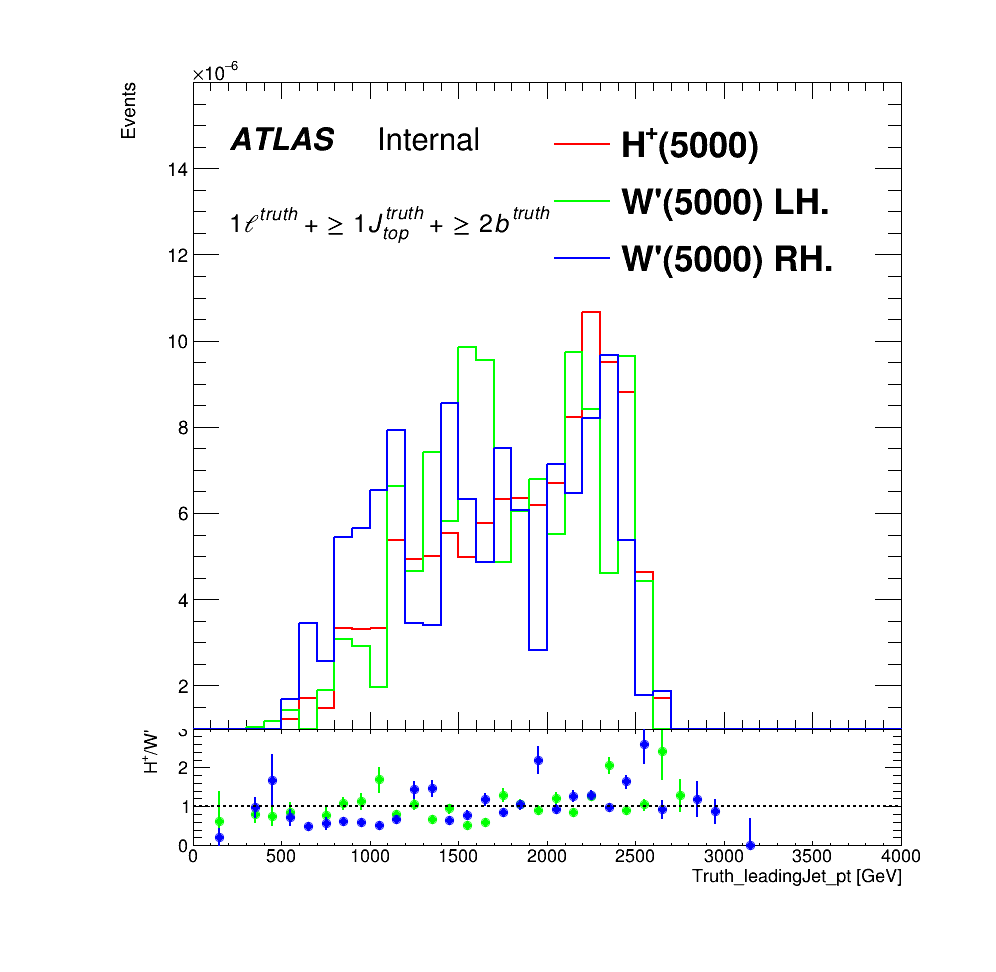 ×10⁻⁶
Events
ATLAS Internal
H⁺(5000)
W'(5000) LH.
W'(5000) RH.
1ℓ^truth + ≥ 1J_top^truth + ≥ 2b^truth
14
12
10
8
6
4
2
H⁺/W'
3
2
1
0
0 500 1000 1500 2000 2500 3000 3500 4000
Truth_leadingJet_pt [GeV]